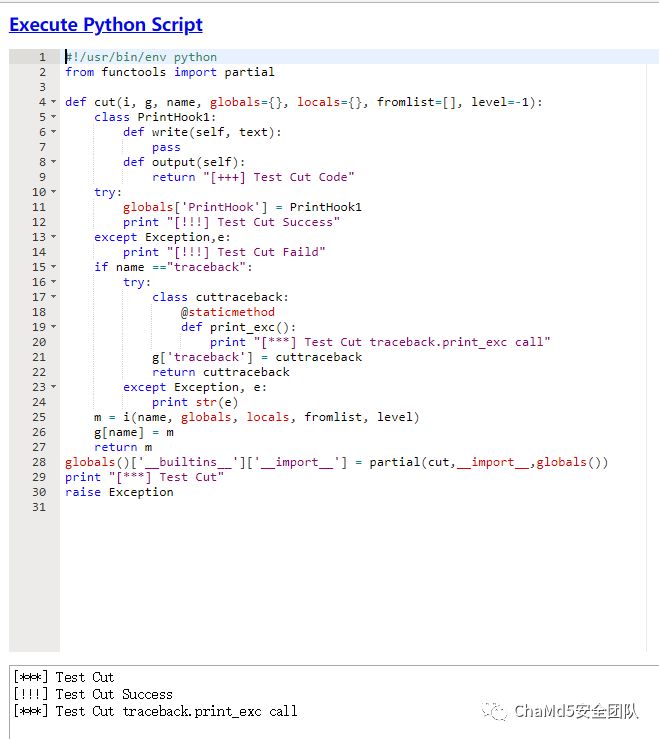 Execute Python Script
1 #!/usr/bin/env python
2 from functools import partial
3
4 def cut(i, g, name, globals={}, locals={}, fromlist=[], level=-1):
5     class PrintHook1:
6         def write(self, text):
7             pass
8         def output(self):
9             return "[+++] Test Cut Code"
10     try:
11         globals['PrintHook'] = PrintHook1
12         print "[!!!] Test Cut Success"
13     except Exception,e:
14         print "[!!!] Test Cut Faild"
15     if name =="traceback":
16         try:
17             class cuttraceback:
18                 @staticmethod
19                 def print_exc():
20                     print "[***] Test Cut traceback.print_exc call"
21             g['traceback'] = cuttraceback
22             return cuttraceback
23         except Exception, e:
24             print str(e)
25     m = i(name, globals, locals, fromlist, level)
26     g[name] = m
27     return m
28 globals()['__builtins__']['__import__'] = partial(cut,__import__,globals())
29 print "[***] Test Cut"
30 raise Exception
31
[***] Test Cut
[!!!] Test Cut Success
[***] Test Cut traceback.print_exc call
ChaMd5安全团队